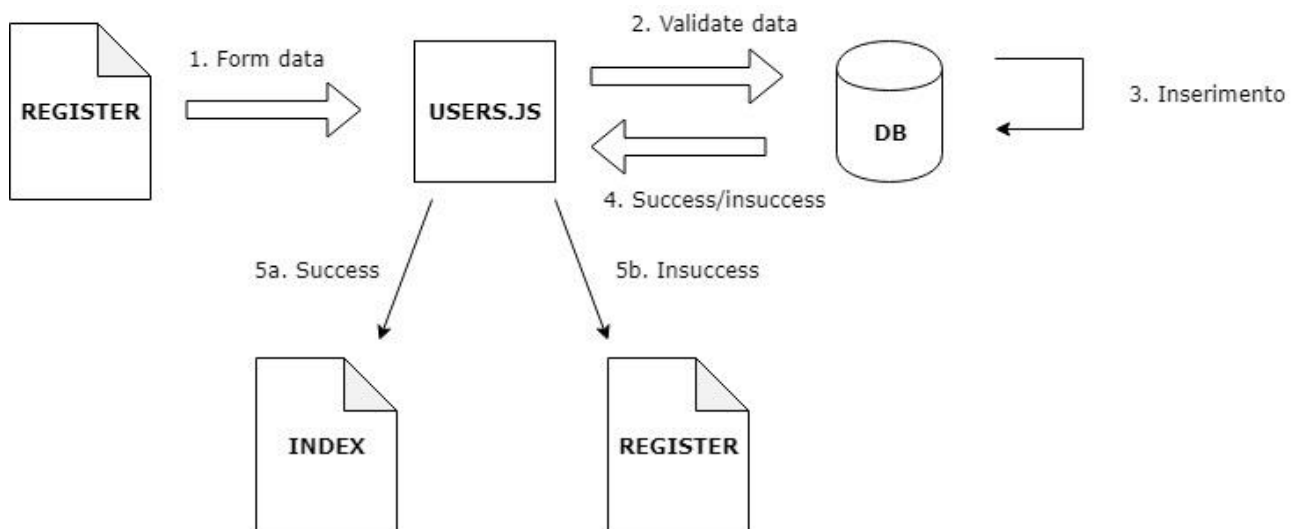 2. Validate data
1. Form data
REGISTER
USERS.JS
DB
3. Inserimento
4. Success/insuccess
5a. Success
5b. Insuccess
INDEX
REGISTER